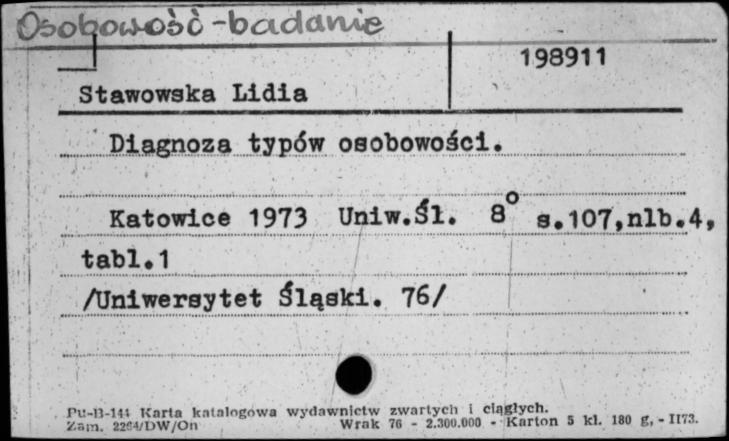 Osobowość-badanie
198911
Stawowska Lidia
Diagnoza typów osobowości.
Katowice 1973 Uniw.Śl. 8° s.107,nlb.4,
tabl.1
/Uniwersytet Śląski. 76/
Pu-B-144 Karta katalogowa wydawnictw zwartych i ciągłych.
Zam. 2264/DW/On Wrak 76 - 2.300.000 - Karton 5 kl. 180 g, - II73.